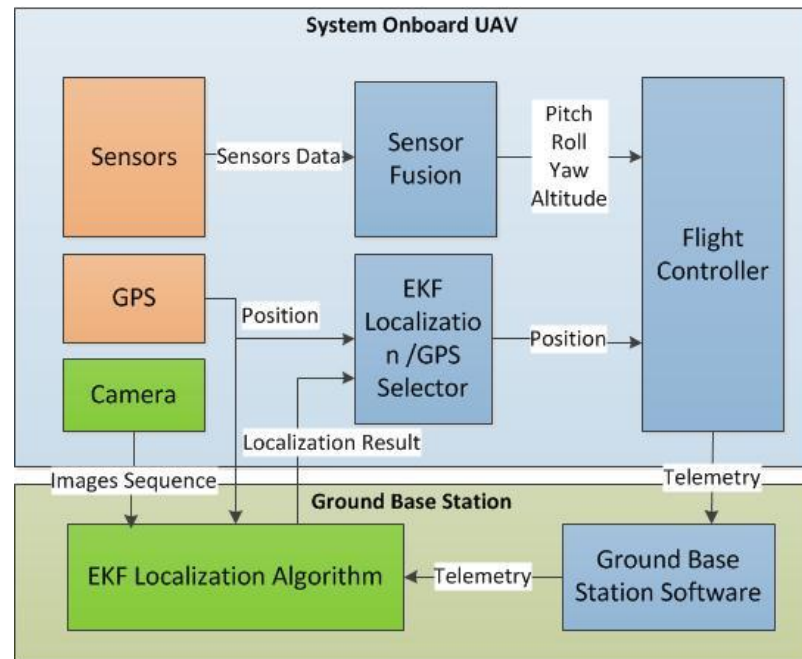 System Onboard UAV
Sensors
Sensors Data
Sensor
Fusion
Pitch
Roll
Yaw
Altitude
Flight
Controller
GPS
Position
EKF
Localizatio
n /GPS
Selector
Position
Camera
Localization Result
Images Sequence
Telemetry
Ground Base Station
EKF Localization Algorithm
Telemetry
Ground Base
Station Software